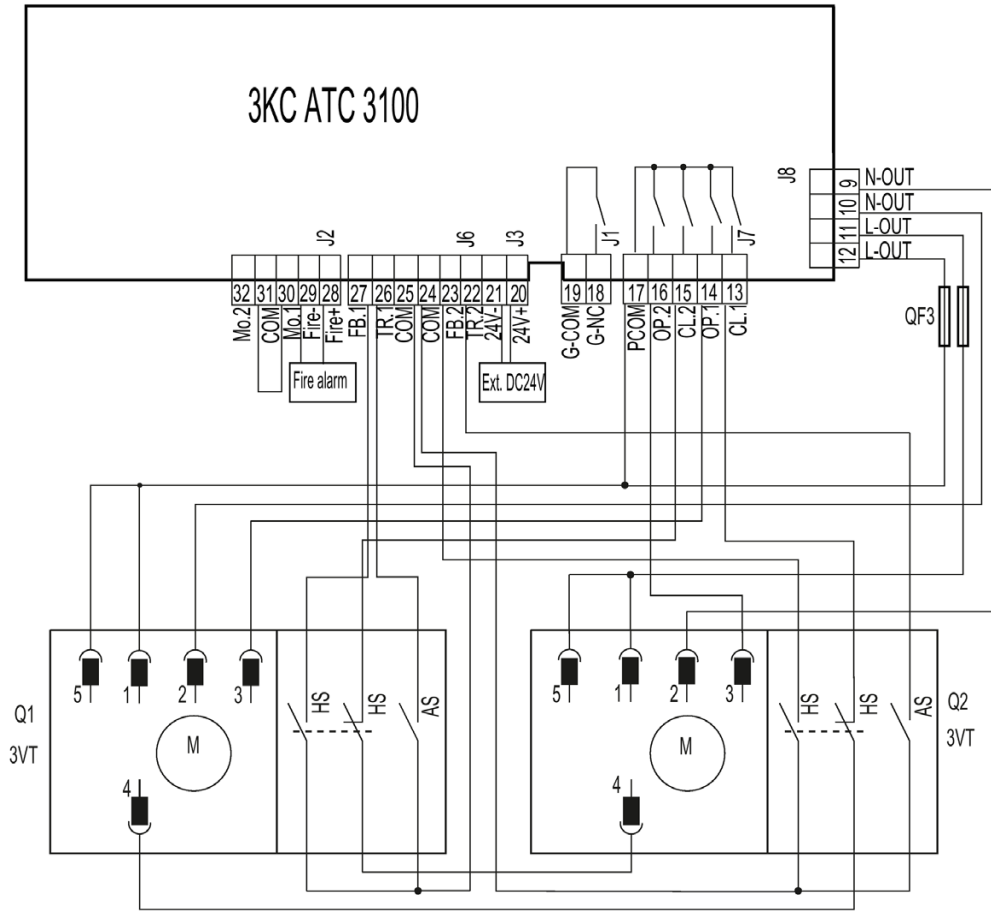 3KC ATC 3100
J8
9 N-OUT
10 N-OUT
11 L-OUT
12 L-OUT
J2
J6
J3
J1
J7
32
31
30
29
28
27
26
25
24
23
22
21
20
19
18
17
16
15
14
13
Mo.2
COM
Mo.1
Fire-
Fire+
FB.1
TR.1
COM
COM
FB.2
TR.2
24V-
24V+
G-COM
G-NC
PCOM
OP.2
CL.2
OP.1
CL.1
QF3
Fire alarm
Ext. DC24V
5
1
2
3
HS
HS
AS
Q1
3VT
M
4
5
1
2
3
HS
HS
AS
Q2
3VT
M
4